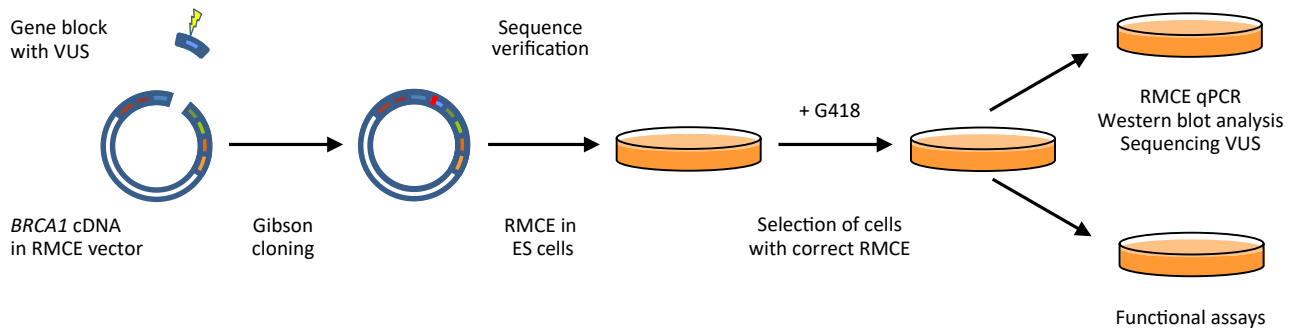 Gene block
with VUS
BRCA1 cDNA
in RMCE vector
Gibson
cloning
Sequence
verification
RMCE in
ES cells
+ G418
Selection of cells
with correct RMCE
RMCE qPCR
Western blot analysis
Sequencing VUS
Functional assays